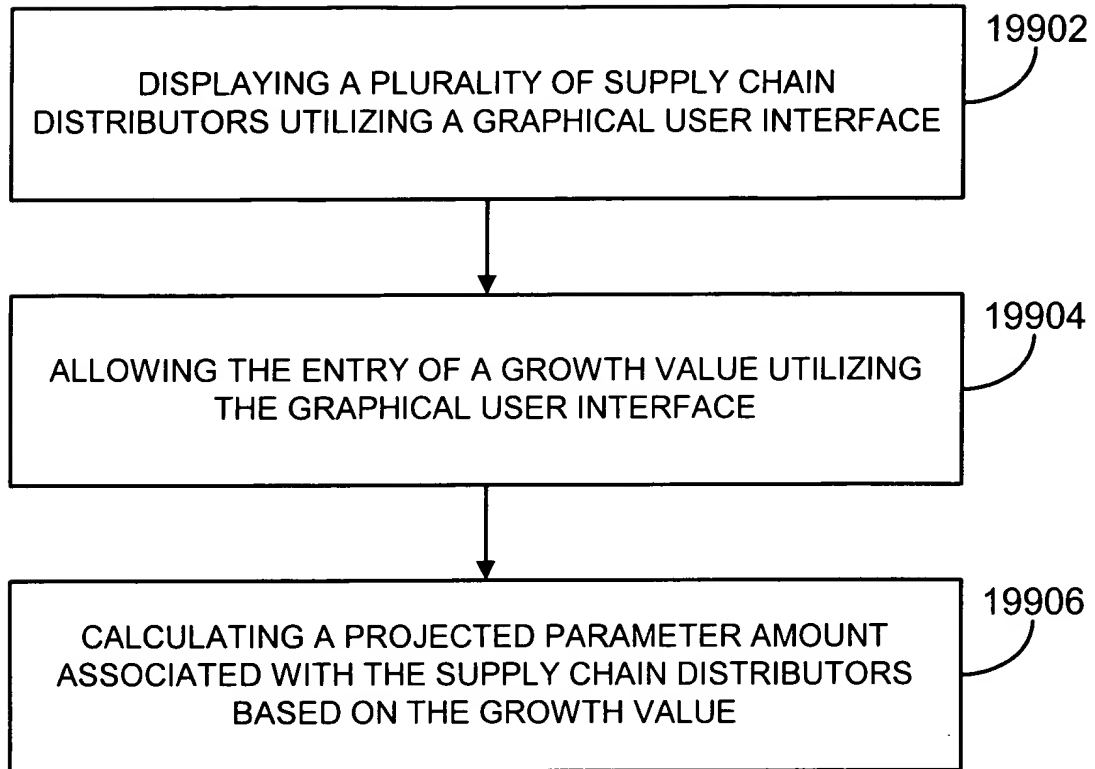 19902
DISPLAYING A PLURALITY OF SUPPLY CHAIN
DISTRIBUTORS UTILIZING A GRAPHICAL USER INTERFACE
19904
ALLOWING THE ENTRY OF A GROWTH VALUE UTILIZING
THE GRAPHICAL USER INTERFACE
19906
CALCULATING A PROJECTED PARAMETER AMOUNT
ASSOCIATED WITH THE SUPPLY CHAIN DISTRIBUTORS
BASED ON THE GROWTH VALUE